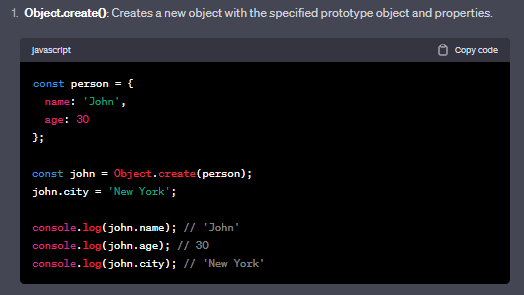 1. Object.create(): Creates a new object with the specified prototype object and properties.
javascript
Copy code
const person = {
  name: 'John',
  age: 30
};

const john = Object.create(person);
john.city = 'New York';

console.log(john.name); // 'John'
console.log(john.age); // 30
console.log(john.city); // 'New York'